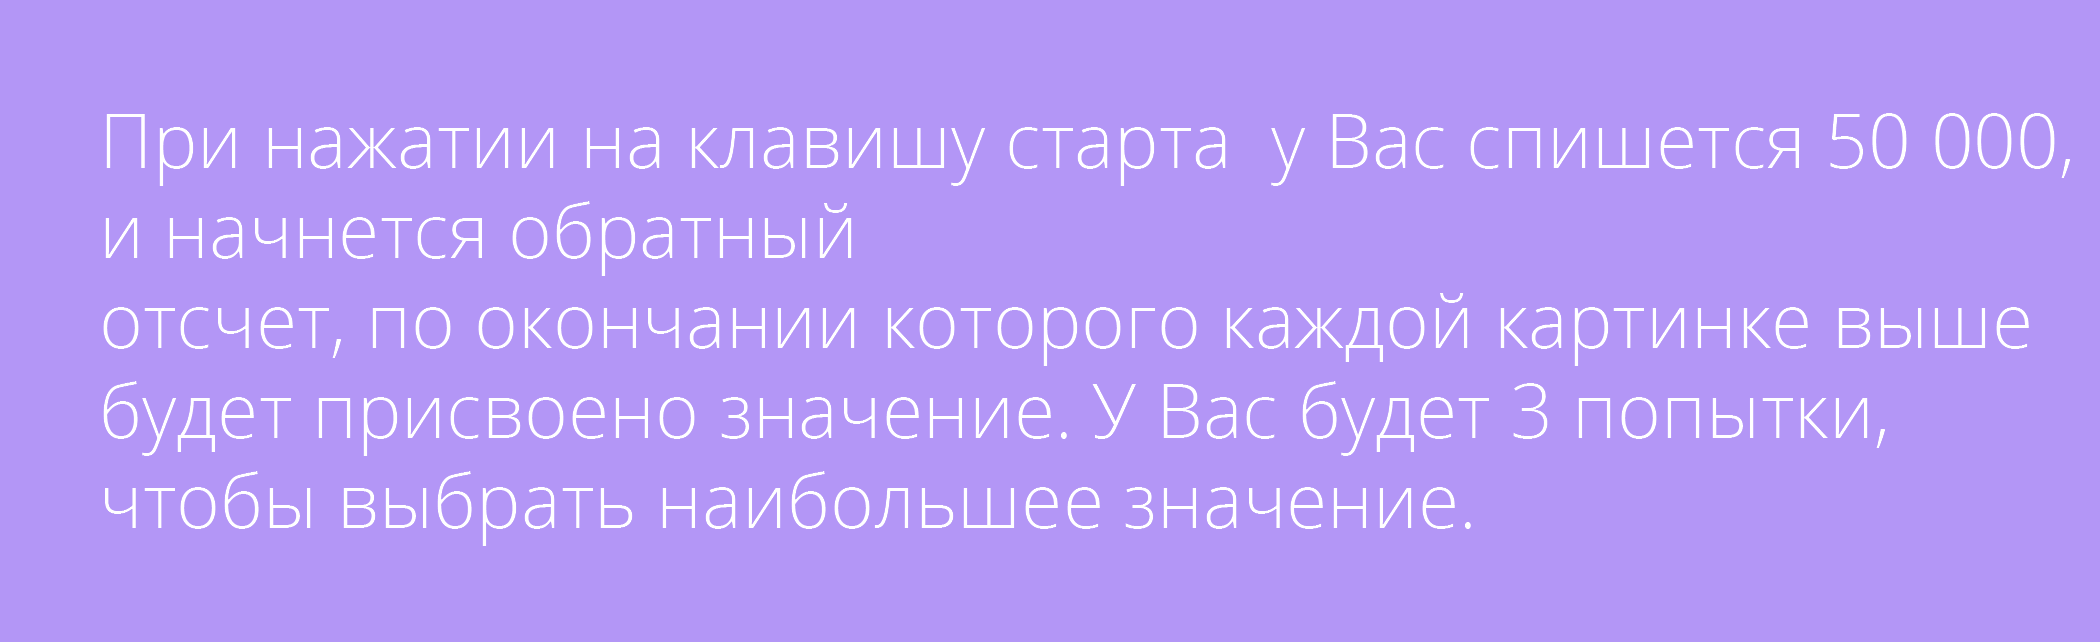 При нажатии на клавишу старта  у Вас спишется 50 000,
и начнется обратный
отсчет, по окончании которого каждой картинке выше
будет присвоено значение. У Вас будет 3 попытки,
чтобы выбрать наибольшее значение.